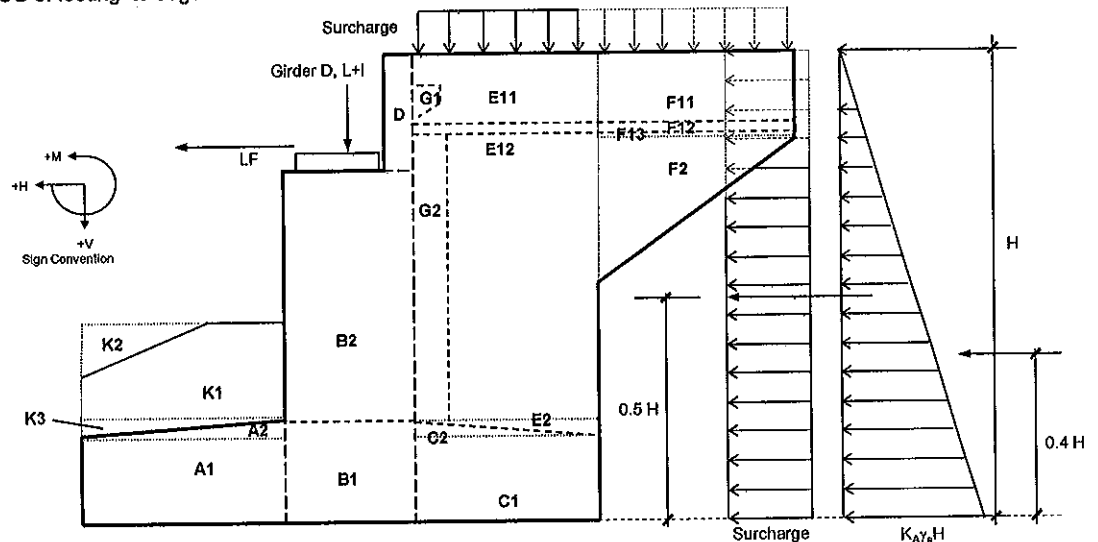 Surcharge
Girder D, L+I
D
G1
E11
F11
F12
F13
E12
F2
LF
+M
+H
+V
Sign Convention
G2
H
K2
B2
K1
0.5 H
0.4 H
K3
A2
E2
C2
A1
B1
C1
Surcharge
KAγsH